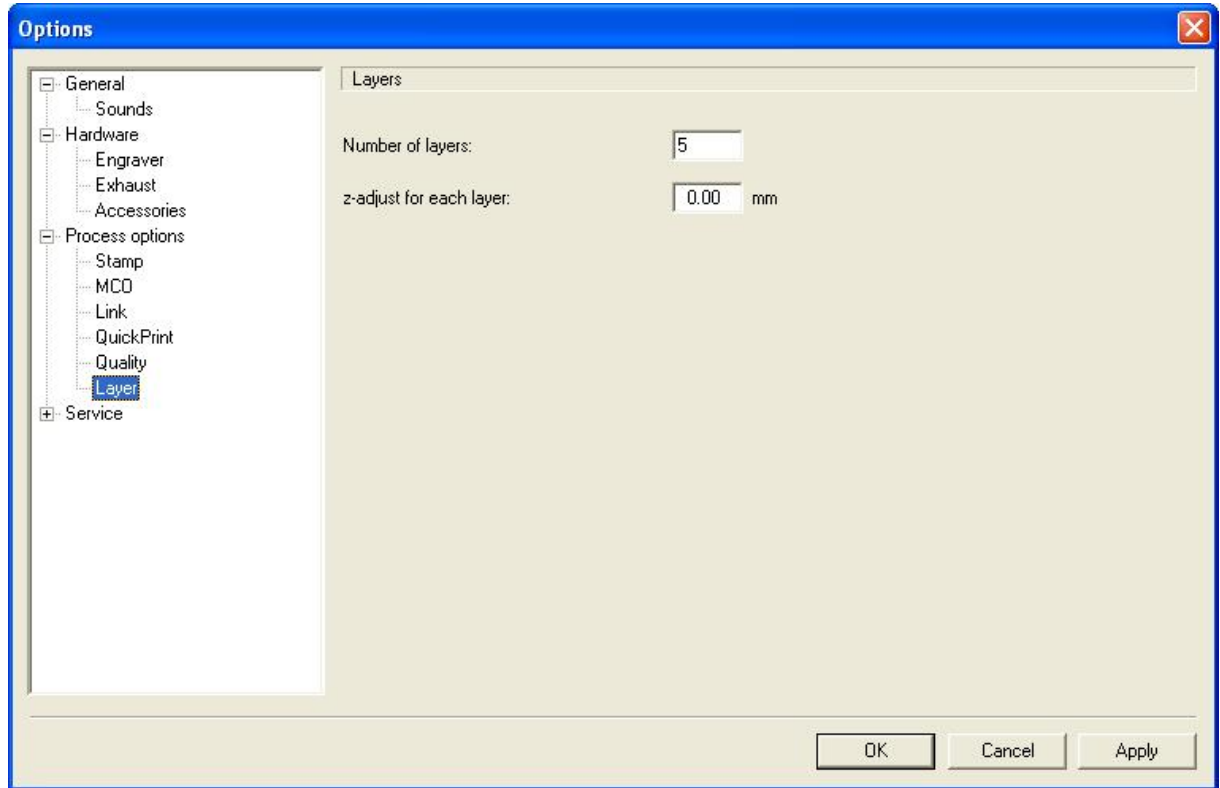 Options
General
Sounds
Hardware
Engraver
Exhaust
Accessories
Process options
Stamp
MCO
Link
QuickPrint
Quality
Layer
Service
Layers
Number of layers: 5
z-adjust for each layer: 0.00 mm
OK Cancel Apply